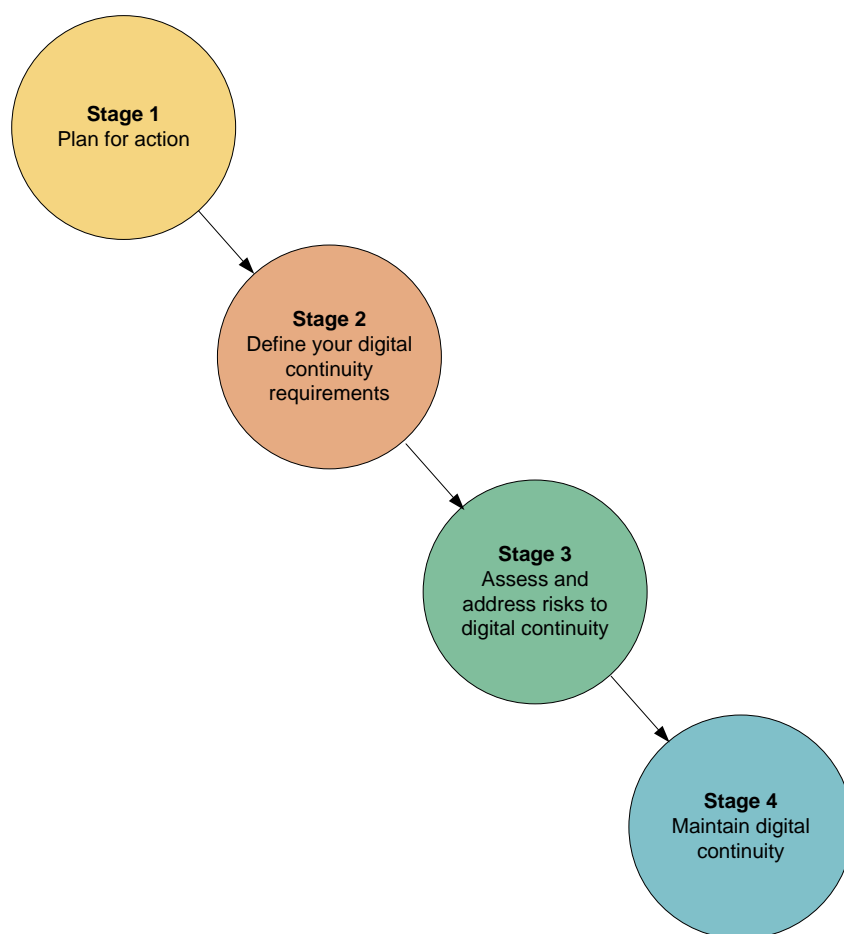 Stage 1
Plan for action
Stage 2
Define your digital
continuity
requirements
Stage 3
Assess and
address risks to
digital continuity
Stage 4
Maintain digital
continuity